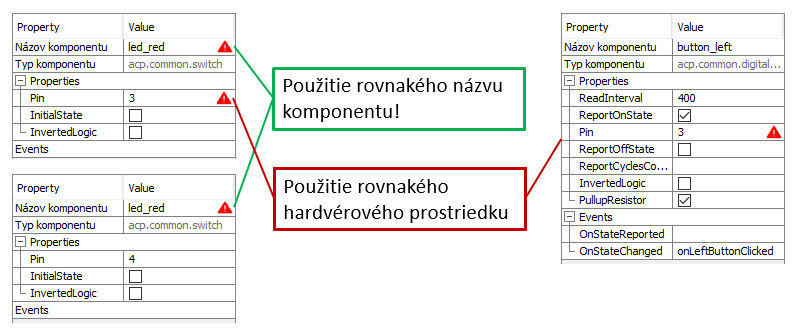 Property Value
Názov komponentu led_red
Typ komponentu acp.common.switch
Properties
Pin 3
InitialState
InvertedLogic
Events
Property Value
Názov komponentu led_red
Typ komponentu acp.common.switch
Properties
Pin 4
InitialState
InvertedLogic
Events
Použitie rovnakého názvu
komponentu!
Použitie rovnakého
hardvérového prostriedku
Property Value
Názov komponentu button_left
Typ komponentu acp.common.digital...
Properties
ReadInterval 400
ReportOnState
Pin 3
ReportOffState
ReportCyclesCo...
InvertedLogic
PullupResistor
Events
OnStateReported
OnStateChanged onLeftButtonClicked